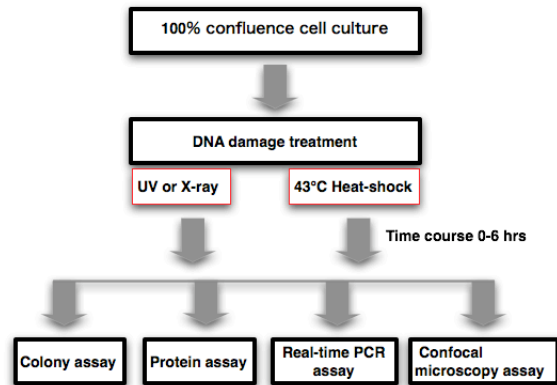 100% confluence cell culture
DNA damage treatment
UV or X-ray
43°C Heat-shock
Time course 0-6 hrs
Colony assay
Protein assay
Real-time PCR
assay
Confocal
microscopy assay